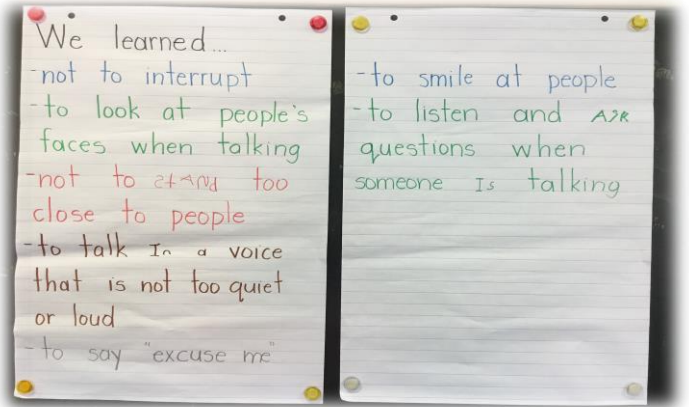 We learned...
-not to interrupt
-to look at people's
faces when talking
-not to stand too
close to people
-to talk In a voice
that is not too quiet
or loud
-to say "excuse me"
-to smile at people
-to listen and ask
questions when
someone Is talking